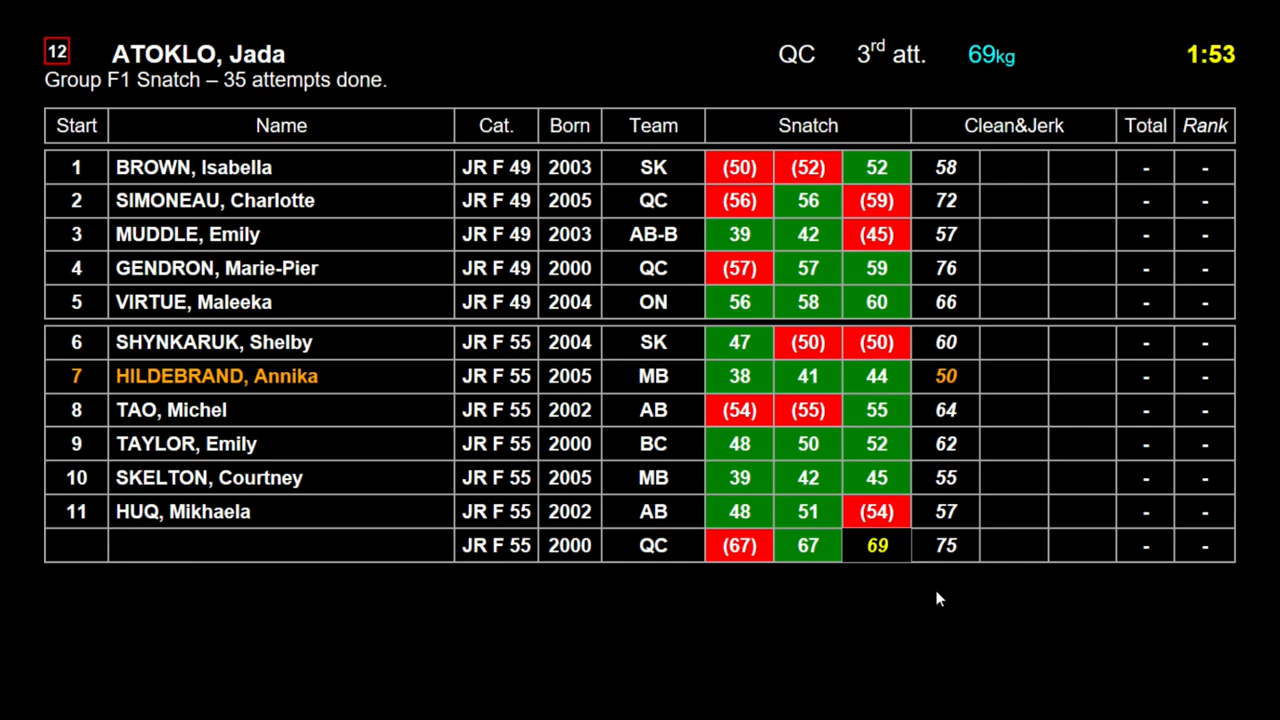 12 ATOKLO, Jada QC 3rd att. 69kg 1:53
Group F1 Snatch – 35 attempts done.
Start Name Cat. Born Team Snatch Clean&Jerk Total Rank
1 BROWN, Isabella JR F 49 2003 SK (50) (52) 52 58 - -
2 SIMONEAU, Charlotte JR F 49 2005 QC (56) 56 (59) 72 - -
3 MUDDLE, Emily JR F 49 2003 AB-B 39 42 (45) 57 - -
4 GENDRON, Marie-Pier JR F 49 2000 QC (57) 57 59 76 - -
5 VIRTUE, Maleeka JR F 49 2004 ON 56 58 60 66 - -
6 SHYNKARUK, Shelby JR F 55 2004 SK 47 (50) (50) 60 - -
7 HILDEBRAND, Annika JR F 55 2005 MB 38 41 44 50 - -
8 TAO, Michel JR F 55 2002 AB (54) (55) 55 64 - -
9 TAYLOR, Emily JR F 55 2000 BC 48 50 52 62 - -
10 SKELTON, Courtney JR F 55 2005 MB 39 42 45 55 - -
11 HUQ, Mikhaela JR F 55 2002 AB 48 51 (54) 57 - -
JR F 55 2000 QC (67) 67 69 75 - -